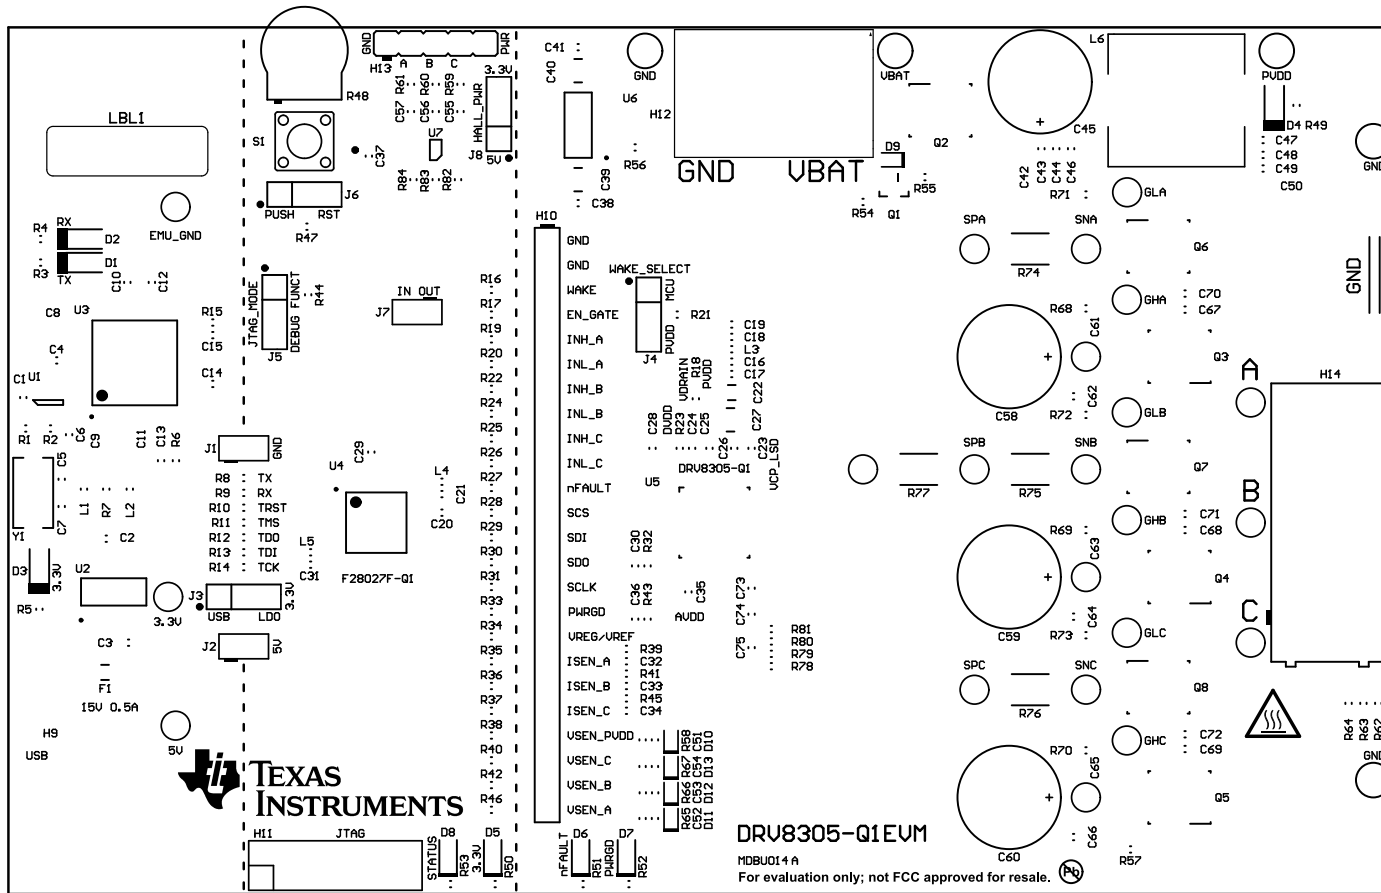 GND
A B C
PWR
H13
R61
R60
R59
C57
C56
C55
U7
R84
R83
R82
3.3V
HALL_PWR
J8
5V
R48
S1
C37
J6
PUSH RST
R47
LBL1
EMU_GND
R4
RX
D2
R3
TX
D1
C10
C12
U3
C8
R15
C15
C14
C4
C1
U1
R1
R2
C6
C9
C11
C13
R6
C5
C7
Y1
L1
R7
L2
C2
D3
3.3V
U2
R5
3.3V
C3
F1
15V 0.5A
H9
USB
5V
JTAG_MODE
DEBUG FUNCT
J5
R44
IN OUT
J7
J1
GND
R8 TX
R9 RX
R10 TRST
R11 TMS
R12 TDO
R13 TDI
R14 TCK
J3
USB LDO
3.3V
J2
5V
U4
C29
L4
C21
C20
L5
C31
F28027F-Q1
TEXAS
INSTRUMENTS
H11 JTAG
STATUS
D8
R53
3.3V
D5
R50
R16
R17
R19
R20
R22
R24
R25
R26
R27
R28
R29
R30
R31
R33
R34
R35
R36
R37
R38
R40
R42
R46
C41
C40
C39
C38
H10
GND
GND
WAKE
EN_GATE
INH_A
INL_A
INH_B
INL_B
INH_C
INL_C
nFAULT
SCS
SDI
SDO
SCLK
PWRGD
VREG/VREF
ISEN_A
ISEN_B
ISEN_C
VSEN_PVDD
VSEN_C
VSEN_B
VSEN_A
R39
C32
R41
C33
R45
C34
R58
C51
D10
R67
C54
D13
R66
C53
D12
R65
C52
D11
nFAULT
D6
R51
PWRGD
D7
R52
GND
U6
H12
R56
GND VBAT
VBAT
D9
Q1
R54
R55
Q2
WAKE_SELECT
MCU
PVDD
J4
R21
C19
C18
L3
C16
C17
VDRAIN
R18
PVDD
C22
C27
C28
DVDD
R23
C24
C25
C26
C23
VCP_LSD
DRV8305-Q1
U5
C30
R32
C36
R43
C35
AVDD
C73
C74
C75
R81
R80
R79
R78
C45
C42
C43
C44
C46
L6
PVDD
D4
R49
C47
C48
C49
C50
GND
R71
GLA
SPA
SNA
R74
Q6
GHA
R68
C61
C70
C67
Q3
C58
C62
R72
GLB
SPB
SNB
R77
R75
Q7
GHB
R69
C63
C71
C68
Q4
C59
C64
R73
GLC
SPC
SNC
R76
Q8
GHC
R70
C65
C72
C69
Q5
C60
C66
R57
GND
A
B
C
H14
R64
R63
R62
GND
DRV8305-Q1EVM
MDBU014 A
For evaluation only; not FCC approved for resale.
Pb